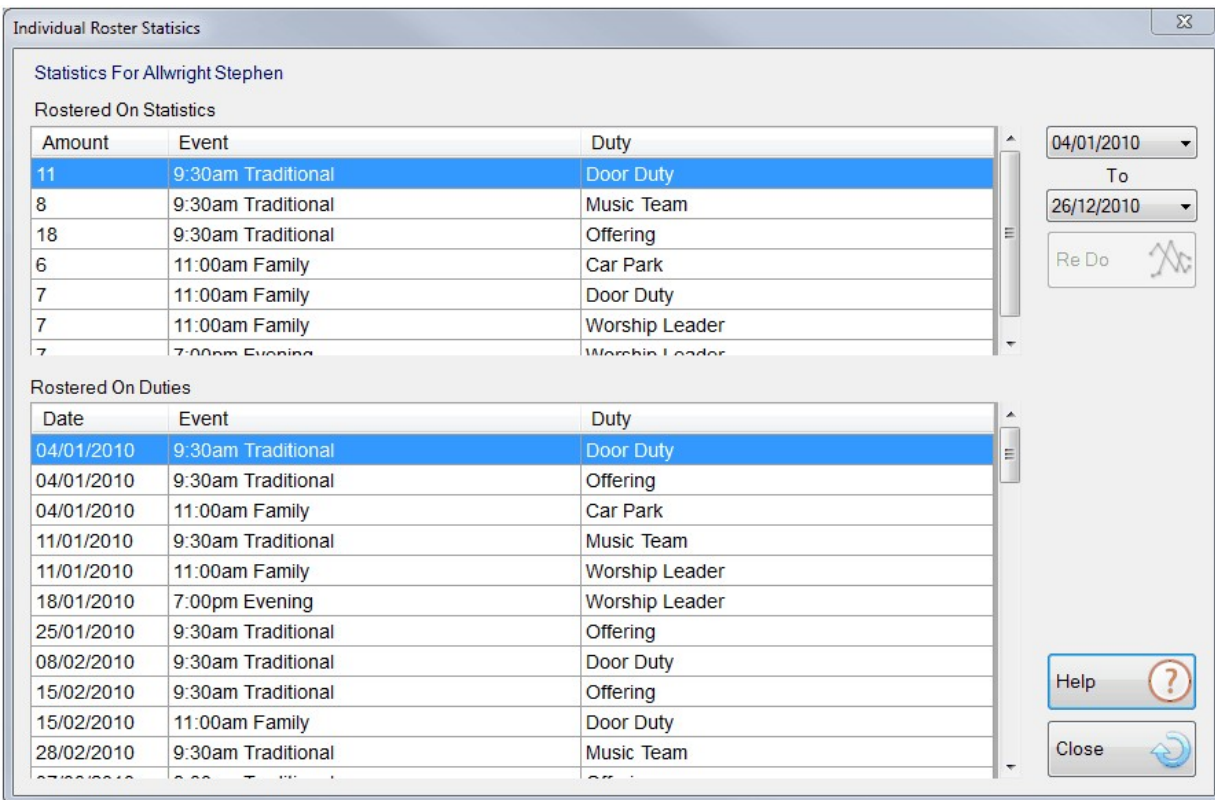 Individual Roster Statisics
Statistics For Allwright Stephen
Rostered On Statistics
Amount Event Duty
11 9:30am Traditional Door Duty
8 9:30am Traditional Music Team
18 9:30am Traditional Offering
6 11:00am Family Car Park
7 11:00am Family Door Duty
7 11:00am Family Worship Leader
7 7:00pm Evening Worship Leader
04/01/2010
To
26/12/2010
Re Do
Rostered On Duties
Date Event Duty
04/01/2010 9:30am Traditional Door Duty
04/01/2010 9:30am Traditional Offering
04/01/2010 11:00am Family Car Park
11/01/2010 9:30am Traditional Music Team
11/01/2010 11:00am Family Worship Leader
18/01/2010 7:00pm Evening Worship Leader
25/01/2010 9:30am Traditional Offering
08/02/2010 9:30am Traditional Door Duty
15/02/2010 9:30am Traditional Offering
15/02/2010 11:00am Family Door Duty
28/02/2010 9:30am Traditional Music Team
Help
Close